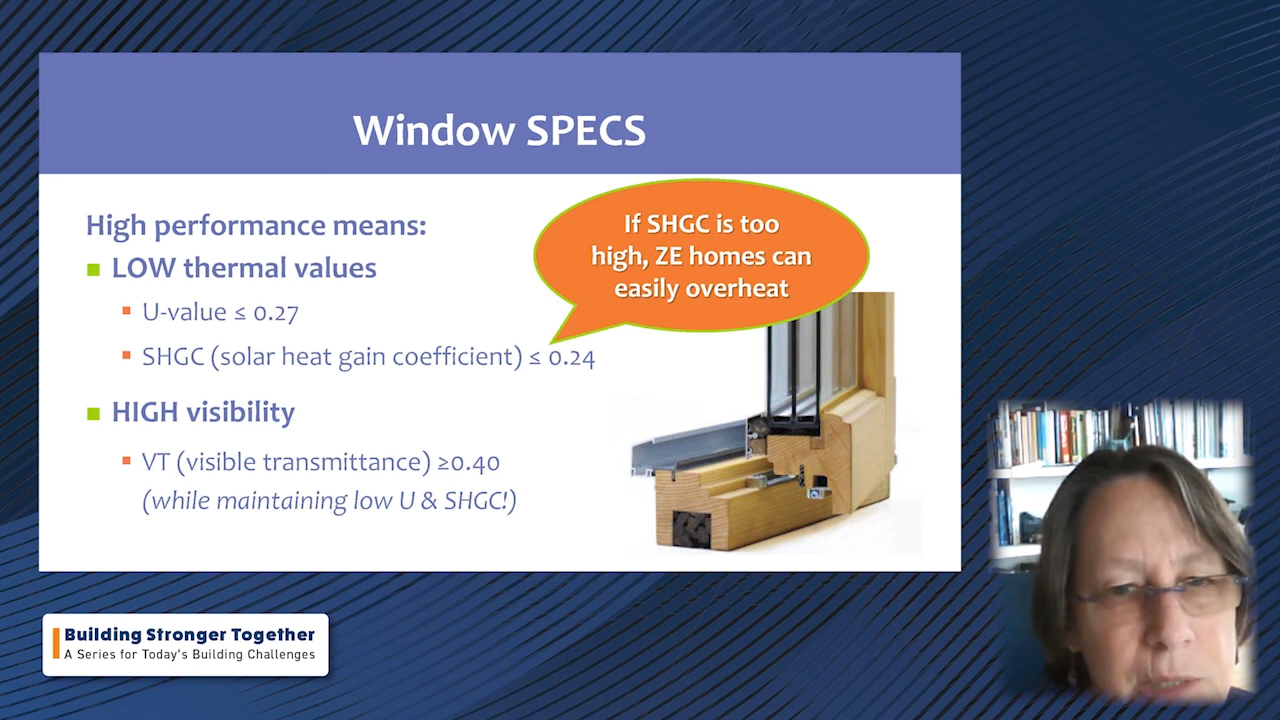 Window SPECS
High performance means:
LOW thermal values
U-value ≤ 0.27
SHGC (solar heat gain coefficient) ≤ 0.24
HIGH visibility
VT (visible transmittance) ≥0.40
(while maintaining low U & SHGC!)
If SHGC is too
high, ZE homes can
easily overheat
Building Stronger Together
A Series for Today's Building Challenges